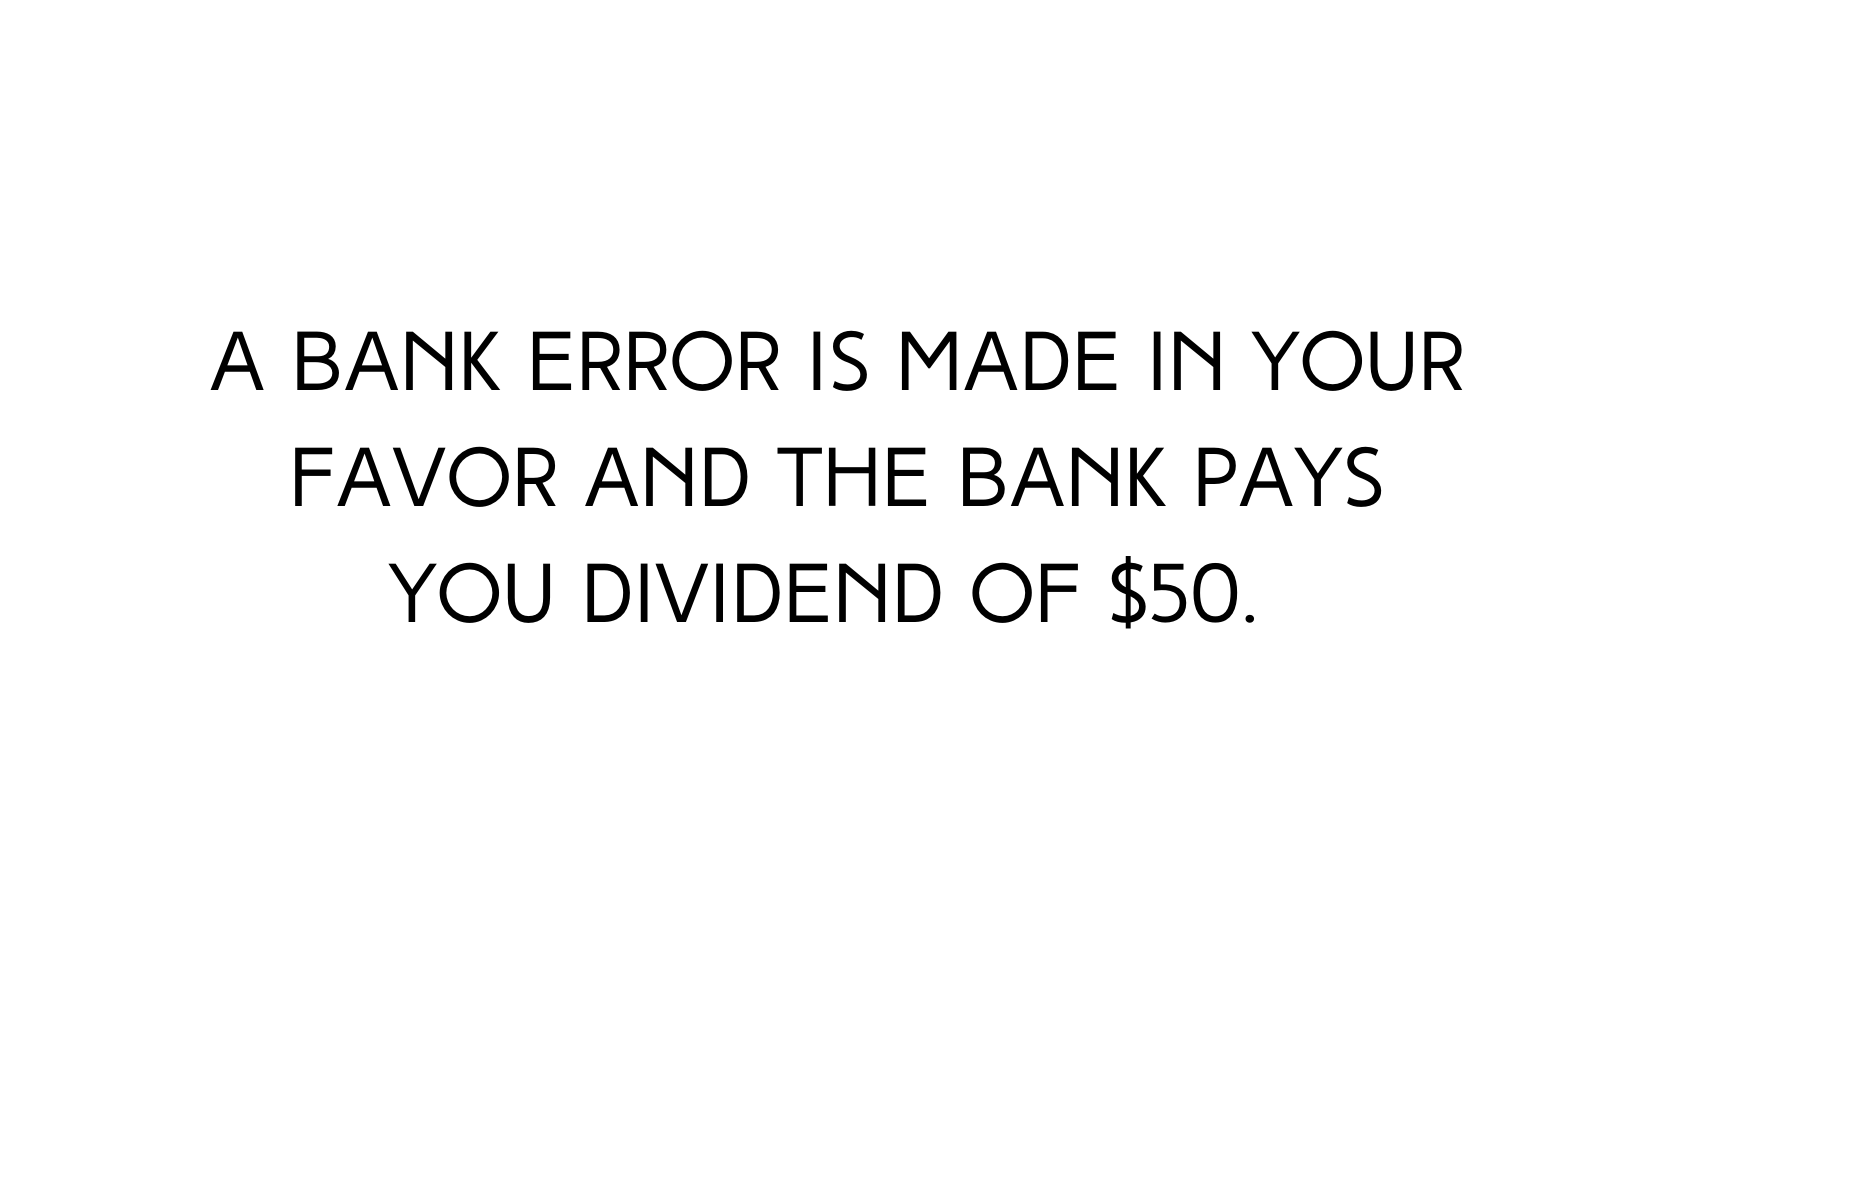 A BANK ERROR IS MADE IN YOUR
FAVOR AND THE BANK PAYS
YOU DIVIDEND OF $50.